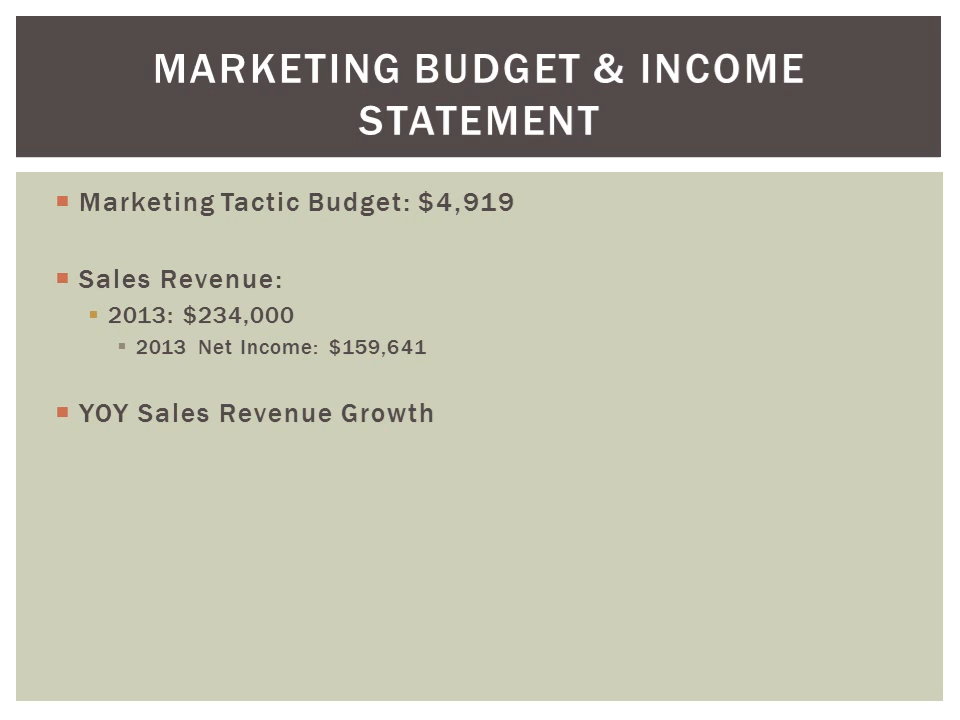 MARKETING BUDGET & INCOME
STATEMENT
Marketing Tactic Budget: $4,919
Sales Revenue:
2013: $234,000
2013 Net Income: $159,641
YOY Sales Revenue Growth